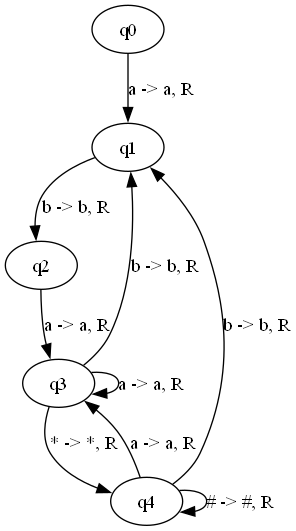 q0
a -> a, R
q1
b -> b, R
q2
b -> b, R
a -> a, R
b -> b, R
q3
a -> a, R
* -> *, R
a -> a, R
q4
# -> #, R